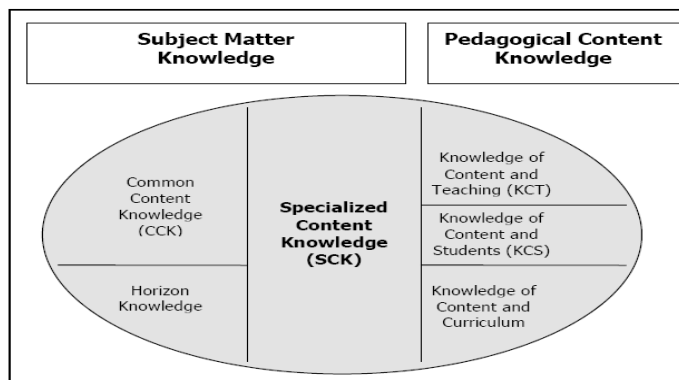 Subject Matter
Knowledge
Pedagogical Content
Knowledge
Common
Content
Knowledge
(CCK)
Horizon
Knowledge
Specialized
Content
Knowledge
(SCK)
Knowledge of
Content and
Teaching (KCT)
Knowledge of
Content and
Students (KCS)
Knowledge of
Content and
Curriculum